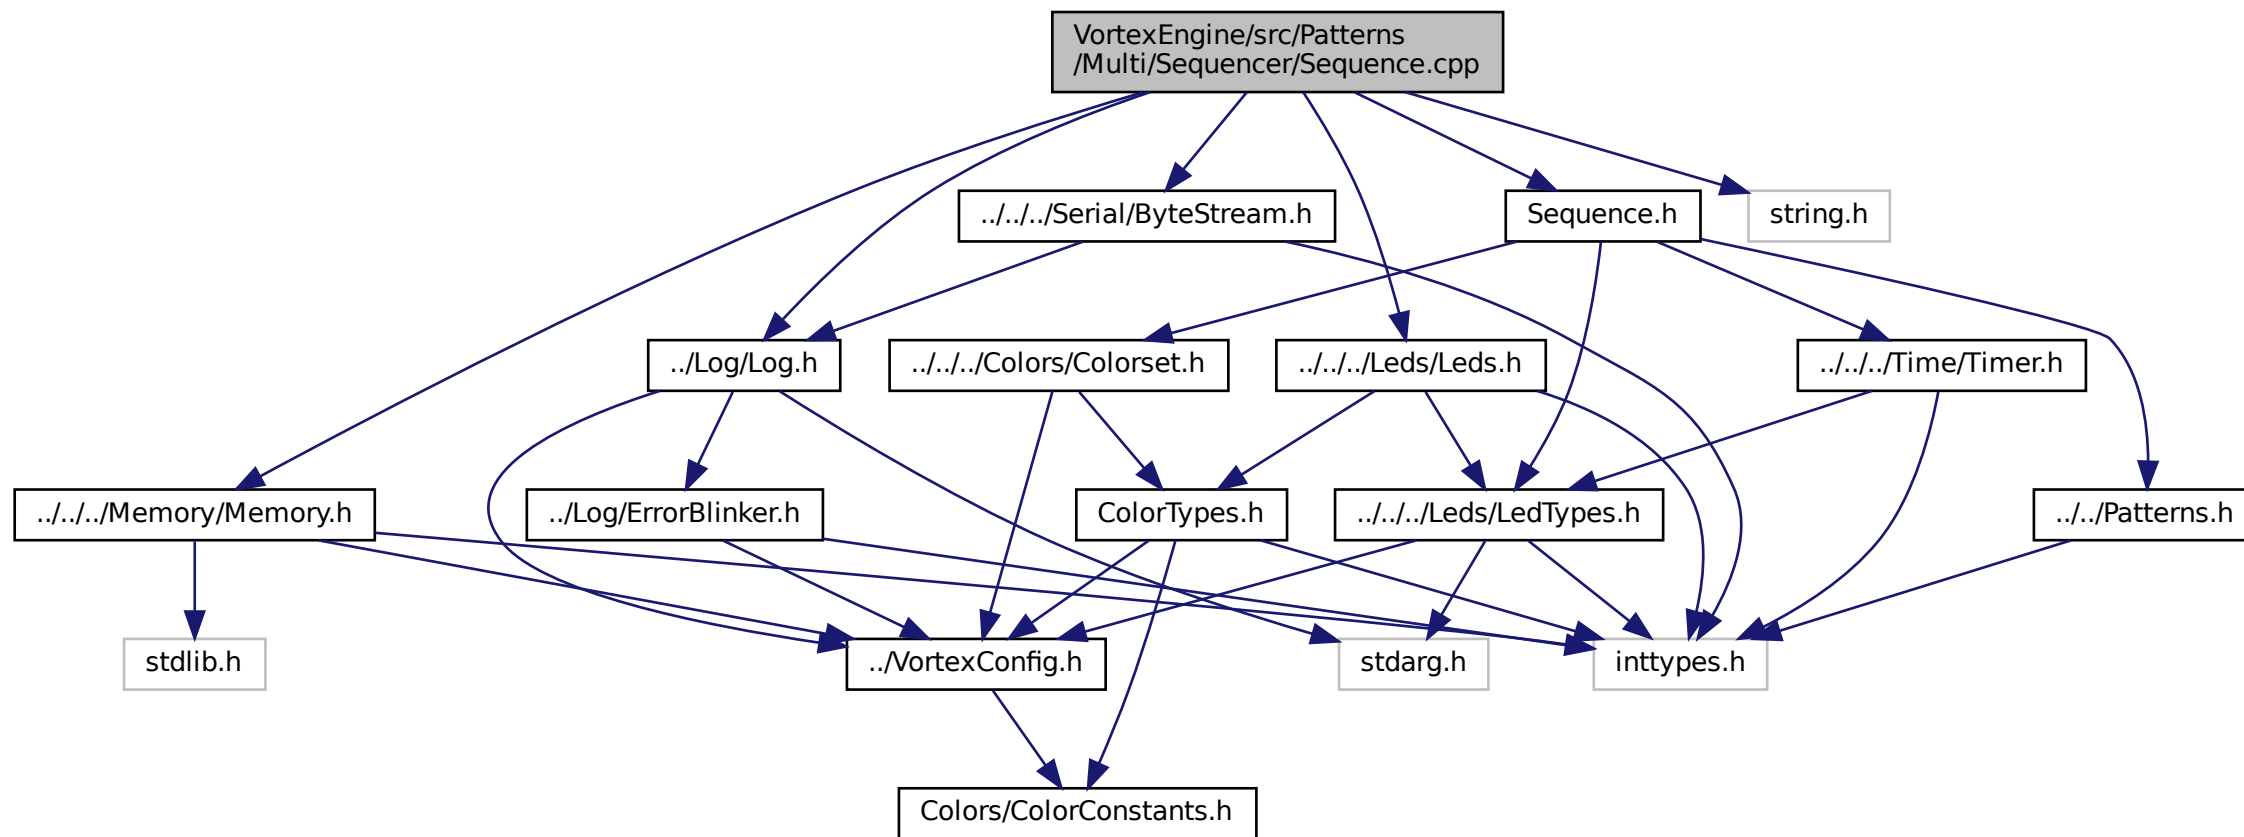 VortexEngine/src/Patterns
/Multi/Sequencer/Sequence.cpp
../../../Serial/ByteStream.h
Sequence.h
string.h
../Log/Log.h
../../../Colors/Colorset.h
../../../Leds/Leds.h
../../../Time/Timer.h
../../../Memory/Memory.h
../Log/ErrorBlinker.h
ColorTypes.h
../../../Leds/LedTypes.h
../../Patterns.h
stdlib.h
../VortexConfig.h
stdarg.h
inttypes.h
Colors/ColorConstants.h